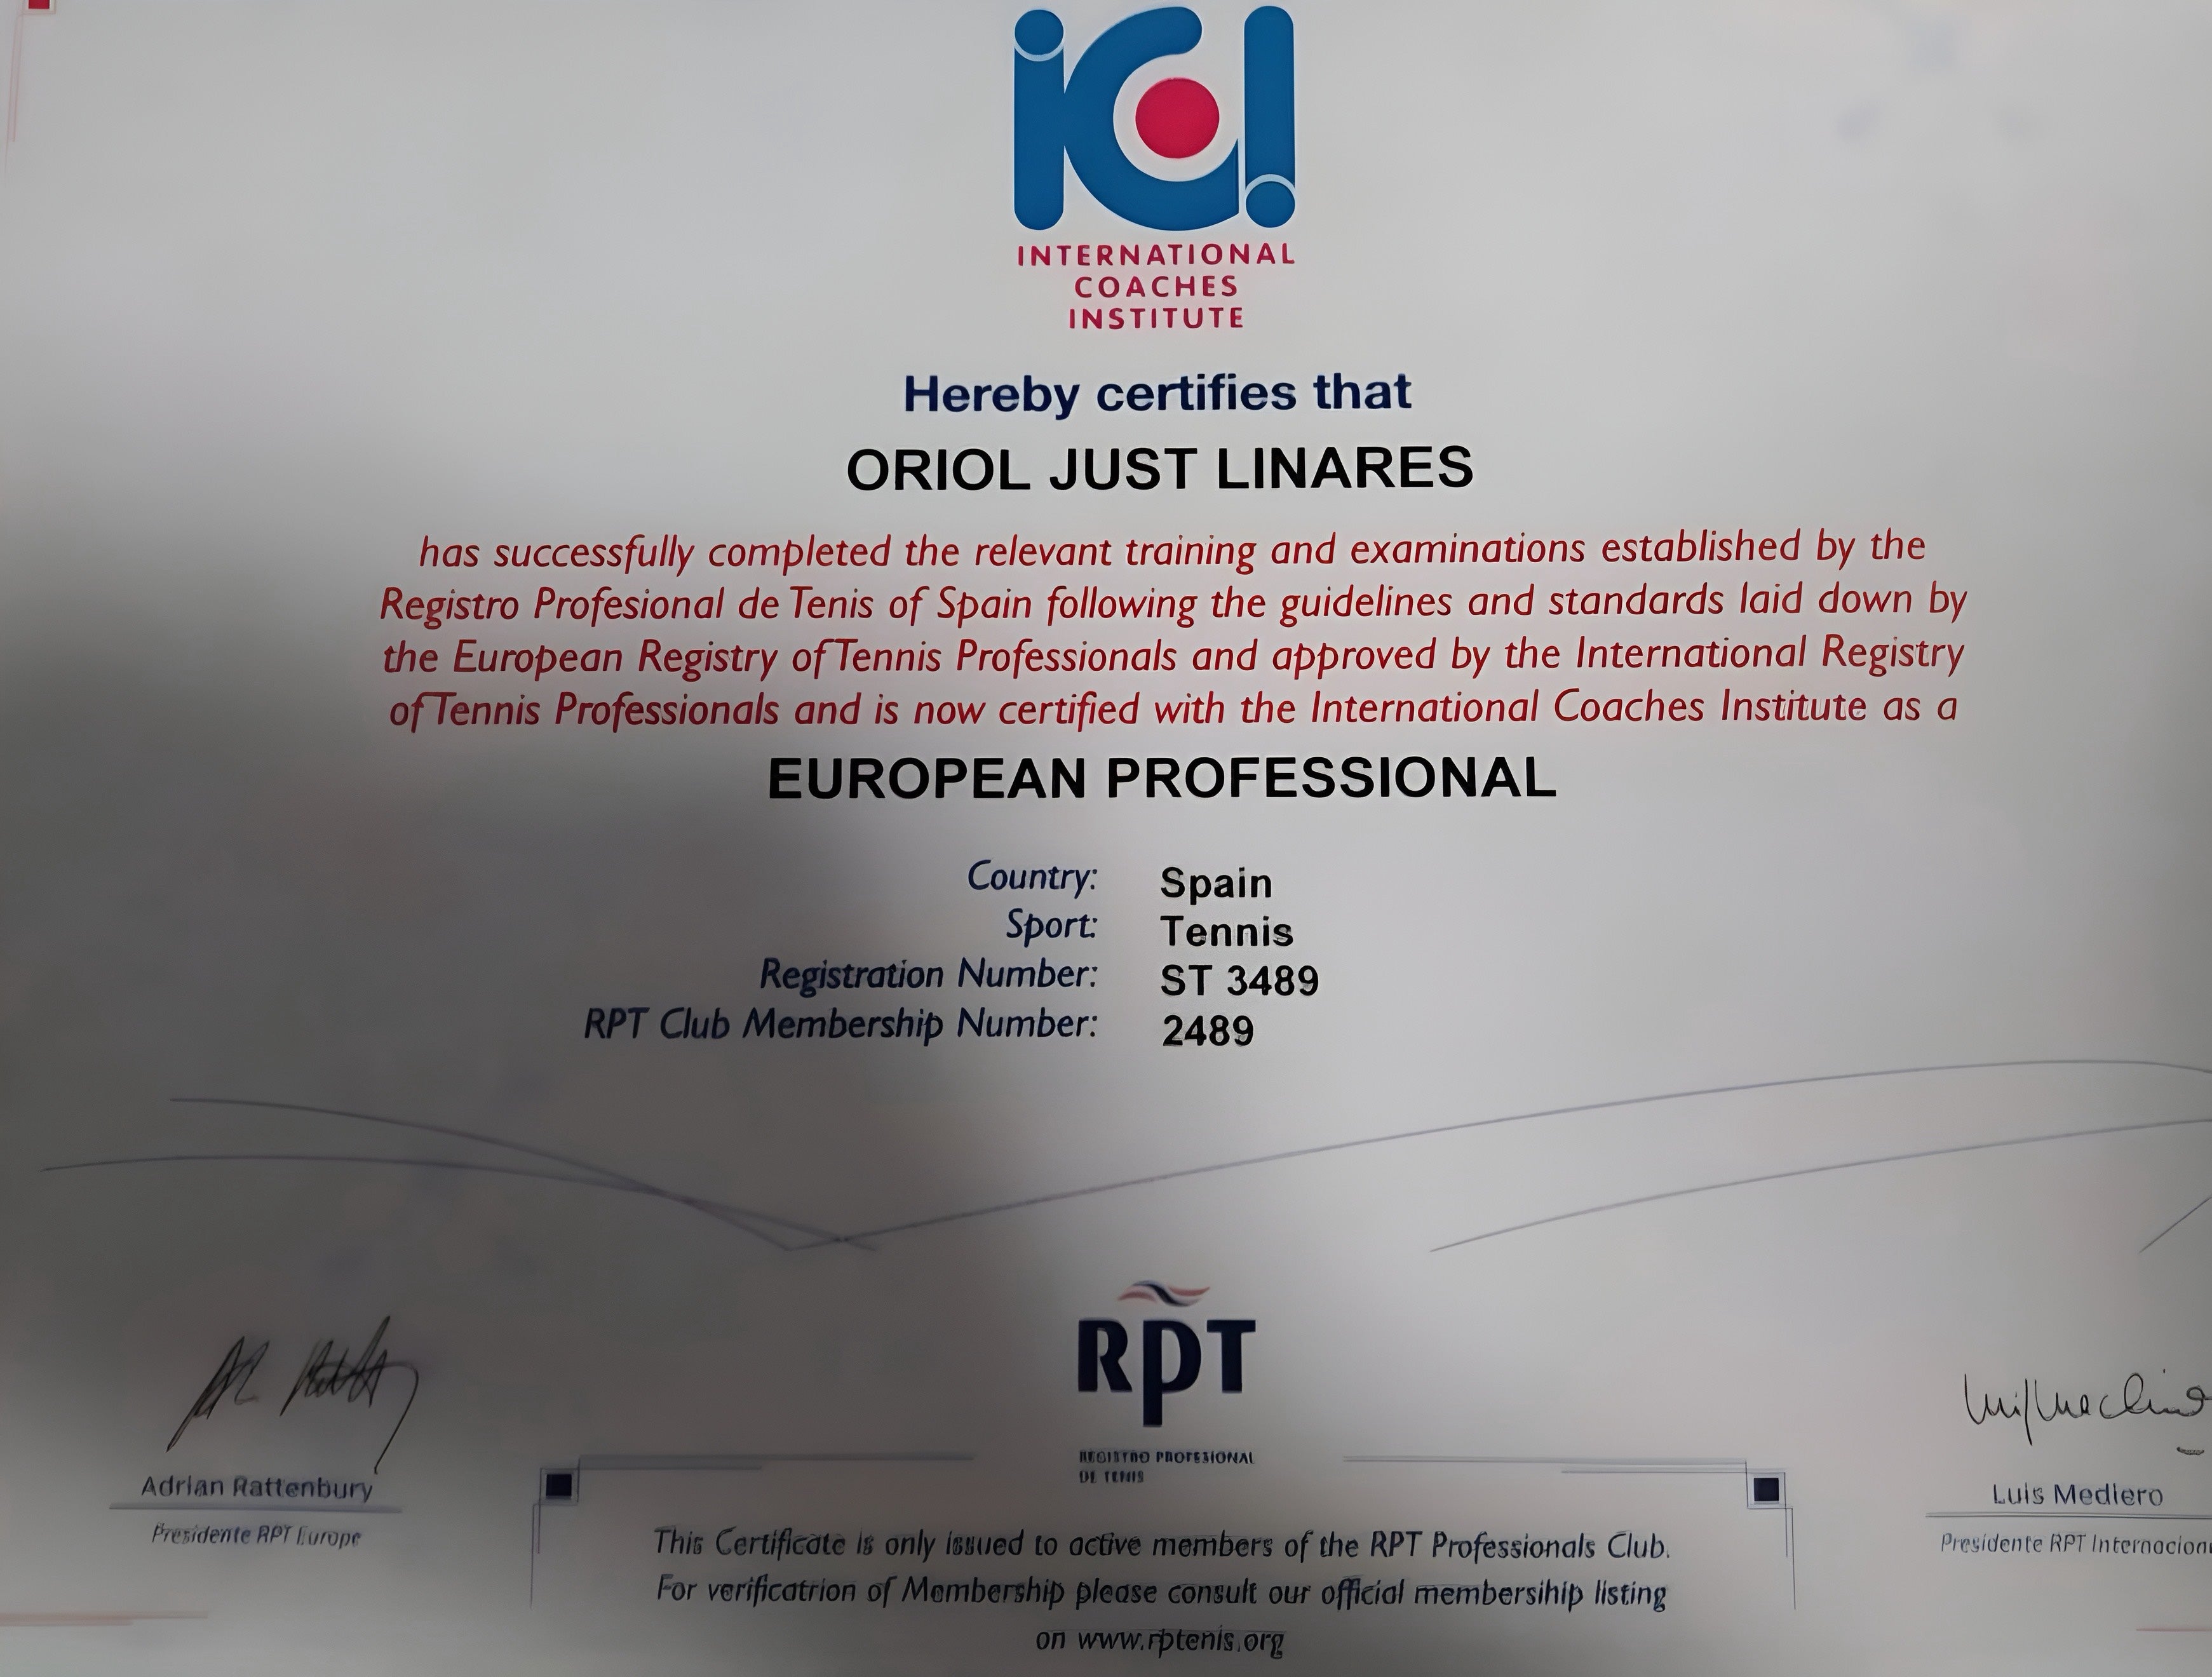 ici
INTERNATIONAL
COACHES
INSTITUTE
Hereby certifies that
ORIOL JUST LINARES
has successfully completed the relevant training and examinations established by the
Registro Profesional de Tenis of Spain following the guidelines and standards laid down by
the European Registry of Tennis Professionals and approved by the International Registry
of Tennis Professionals and is now certified with the International Coaches Institute as a
EUROPEAN PROFESSIONAL
Country: Spain
Sport: Tennis
Registration Number: ST 3489
RPT Club Membership Number: 2489
RPT
REGISTRO PROFESIONAL
DE TENIS
Adrian Rattenbury
Presidente RPT Europe
Luis Mediero
Presidente RPT Internacion
This Certificate is only issued to active members of the RPT Professionals Club.
For verificatrion of Membership please consult our official membersihip listing
on www.rptenis.org